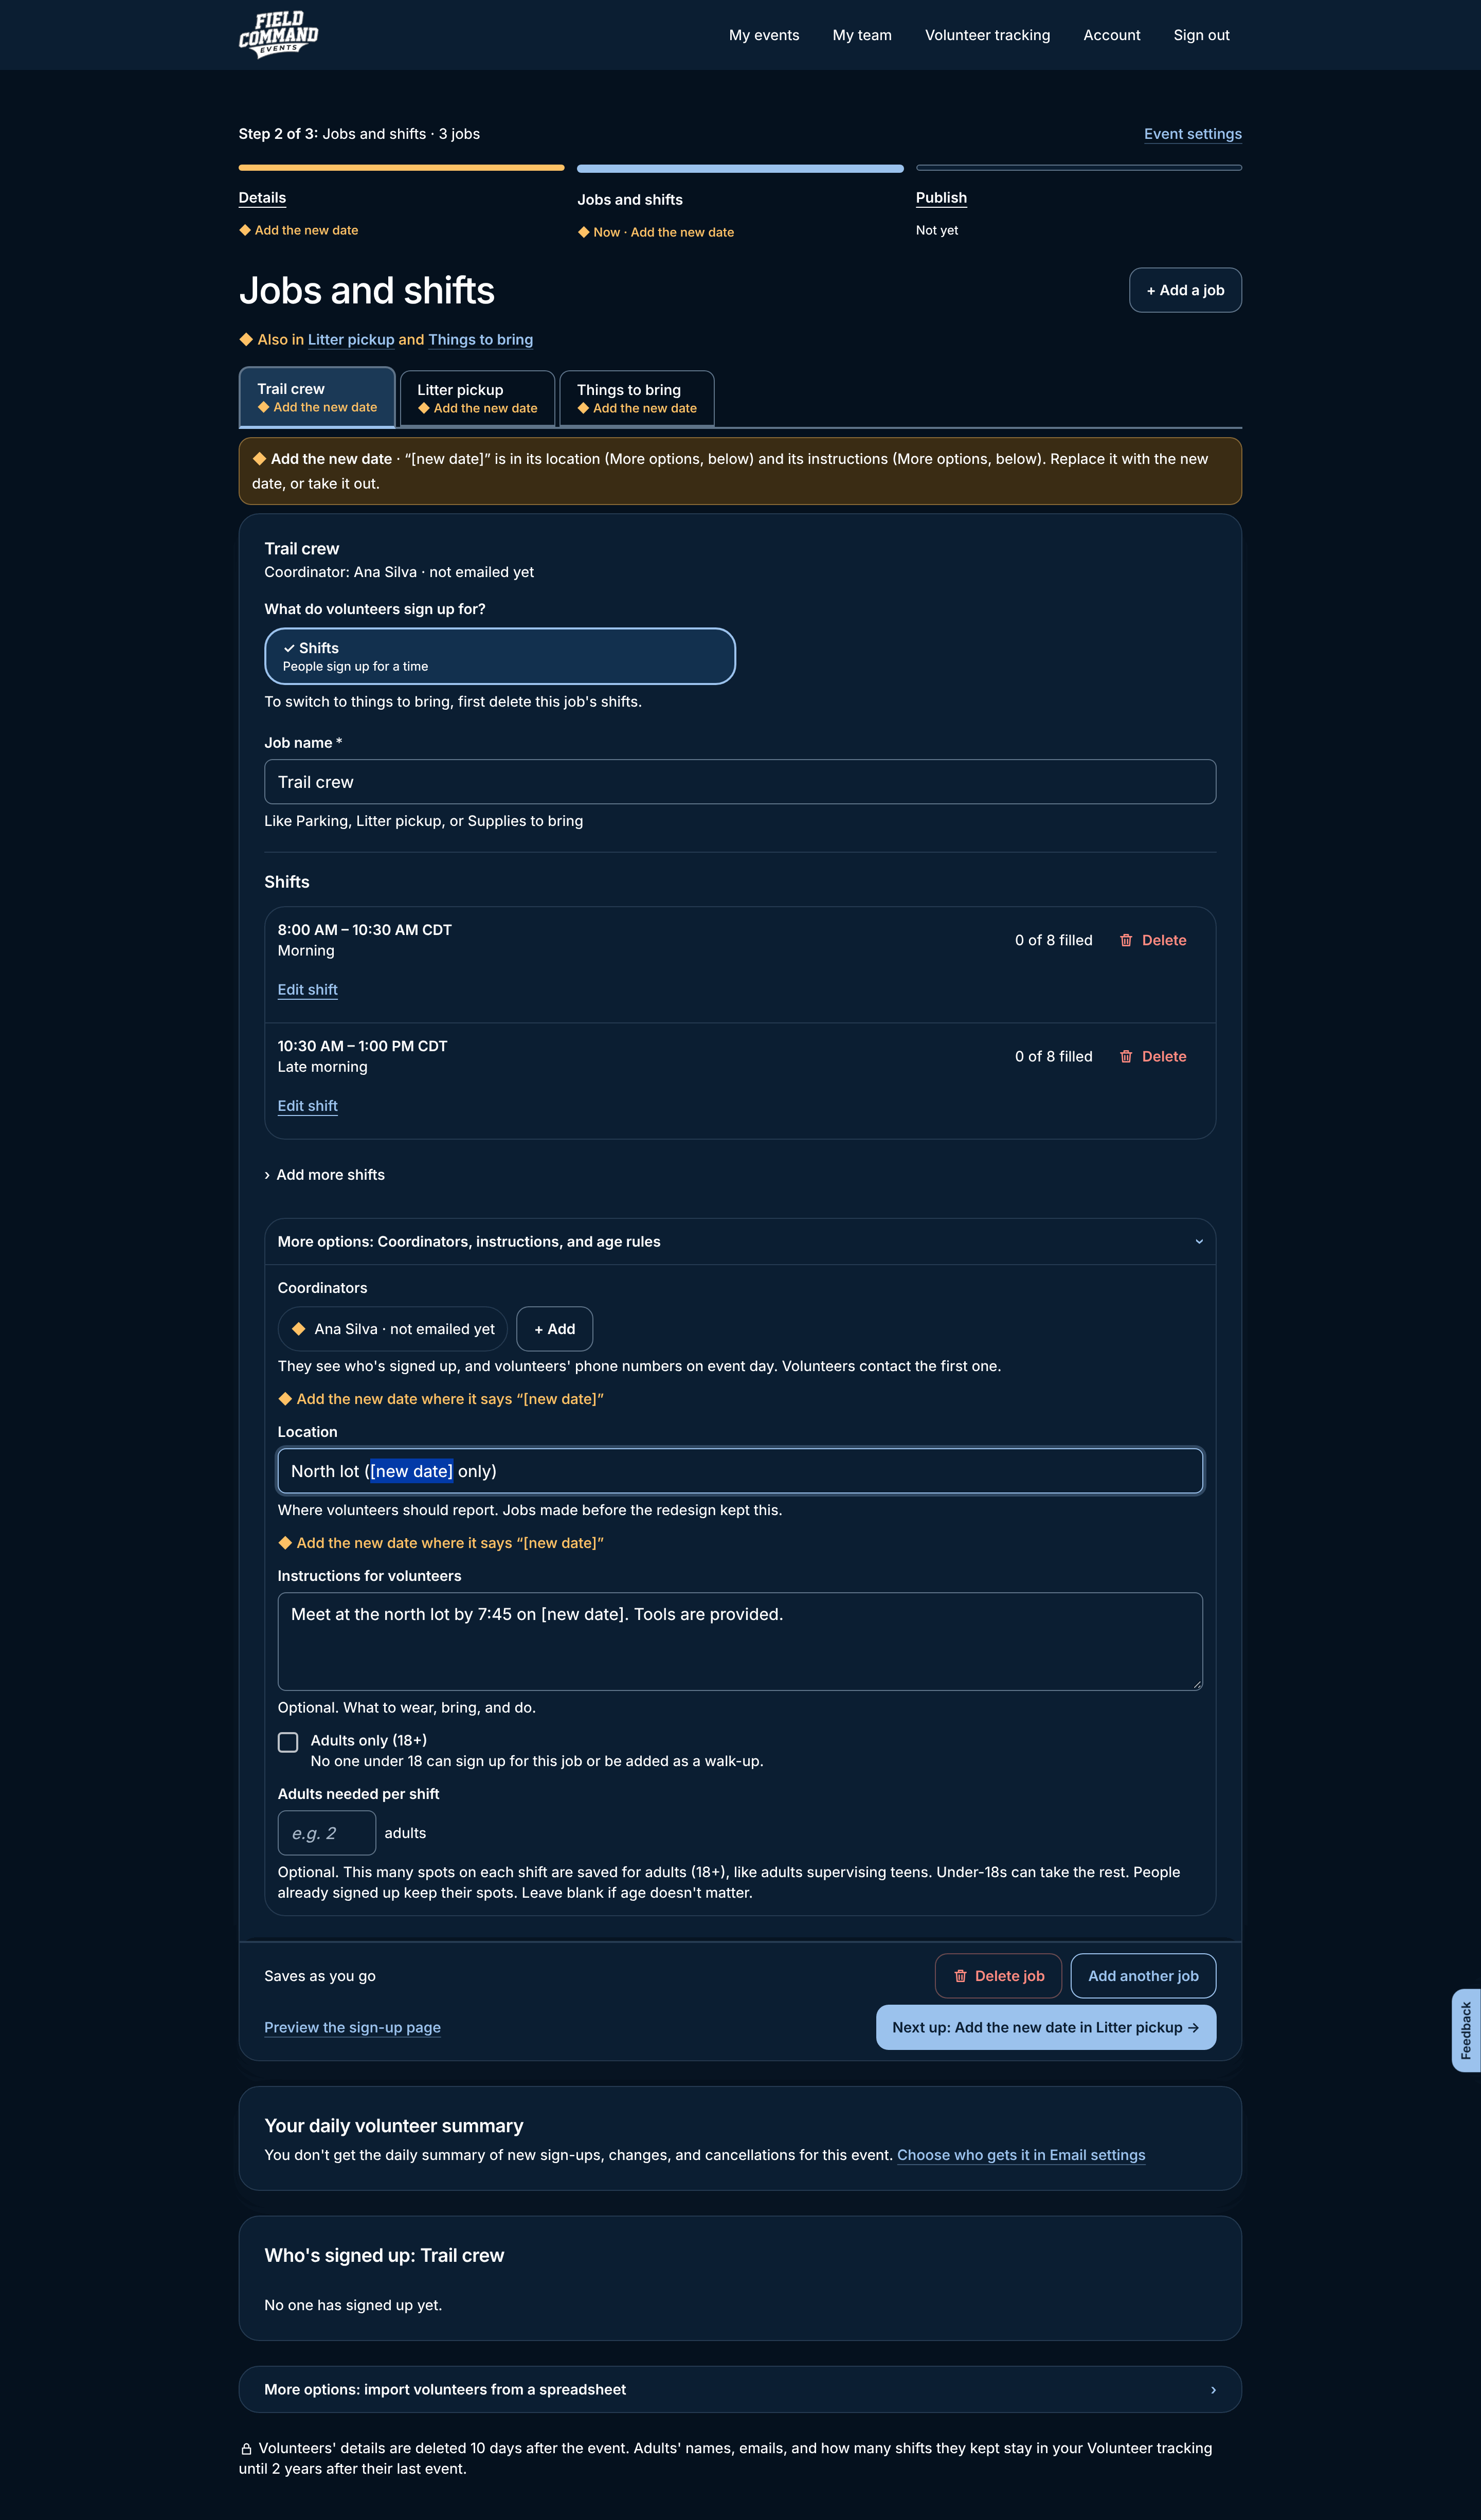 FIELD
COMMAND
EVENTS
My events
My team
Volunteer tracking
Account
Sign out
Step 2 of 3: Jobs and shifts · 3 jobs
Event settings
Details
◆ Add the new date
Jobs and shifts
◆ Now · Add the new date
Publish
Not yet
Jobs and shifts
+ Add a job
◆ Also in Litter pickup and Things to bring
Trail crew
◆ Add the new date
Litter pickup
◆ Add the new date
Things to bring
◆ Add the new date
◆ Add the new date · “[new date]” is in its location (More options, below) and its instructions (More options, below). Replace it with the new
date, or take it out.
Trail crew
Coordinator: Ana Silva · not emailed yet
What do volunteers sign up for?
✓ Shifts
People sign up for a time
To switch to things to bring, first delete this job's shifts.
Job name *
Trail crew
Like Parking, Litter pickup, or Supplies to bring
Shifts
8:00 AM – 10:30 AM CDT
Morning
0 of 8 filled
Delete
Edit shift
10:30 AM – 1:00 PM CDT
Late morning
0 of 8 filled
Delete
Edit shift
› Add more shifts
More options: Coordinators, instructions, and age rules
Coordinators
◆ Ana Silva · not emailed yet
+ Add
They see who's signed up, and volunteers' phone numbers on event day. Volunteers contact the first one.
◆ Add the new date where it says “[new date]”
Location
North lot ([new date] only)
Where volunteers should report. Jobs made before the redesign kept this.
◆ Add the new date where it says “[new date]”
Instructions for volunteers
Meet at the north lot by 7:45 on [new date]. Tools are provided.
Optional. What to wear, bring, and do.
Adults only (18+)
No one under 18 can sign up for this job or be added as a walk-up.
Adults needed per shift
e.g. 2
adults
Optional. This many spots on each shift are saved for adults (18+), like adults supervising teens. Under-18s can take the rest. People
already signed up keep their spots. Leave blank if age doesn't matter.
Saves as you go
Delete job
Add another job
Preview the sign-up page
Next up: Add the new date in Litter pickup →
Feedback
Your daily volunteer summary
You don't get the daily summary of new sign-ups, changes, and cancellations for this event. Choose who gets it in Email settings
Who's signed up: Trail crew
No one has signed up yet.
More options: import volunteers from a spreadsheet
›
Volunteers' details are deleted 10 days after the event. Adults' names, emails, and how many shifts they kept stay in your Volunteer tracking
until 2 years after their last event.